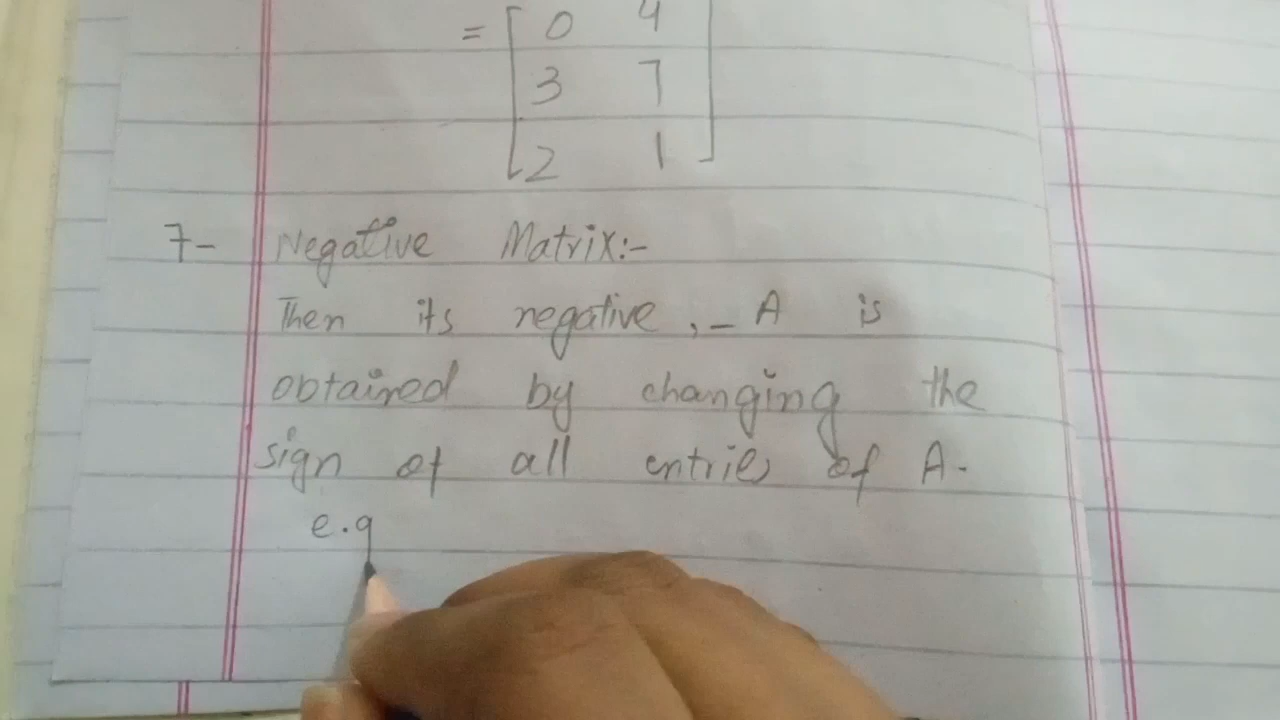 = [ 0 4
3 7
2 1 ]
7- Negative Matrix:-
Then its negative, - A is
obtained by changing the
sign of all entries of A.
e.g